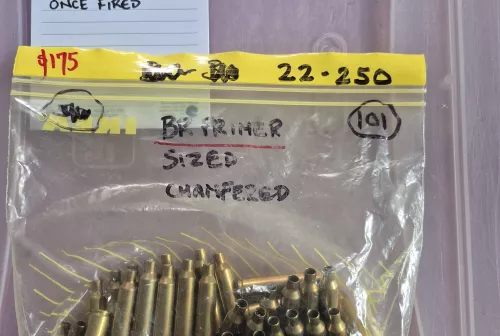 ONCE FIRED
$175
22-250
101
BR PRIMER
SIZED
CHAMFERED